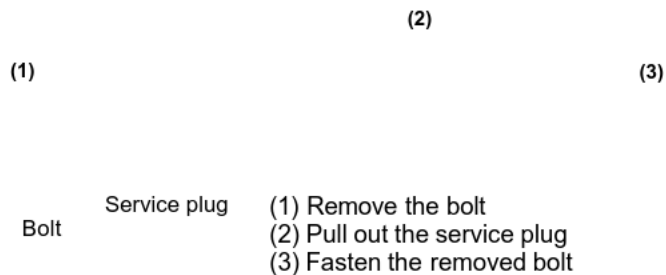 (2)
(1)
(3)
Service plug
Bolt
(1) Remove the bolt
(2) Pull out the service plug
(3) Fasten the removed bolt